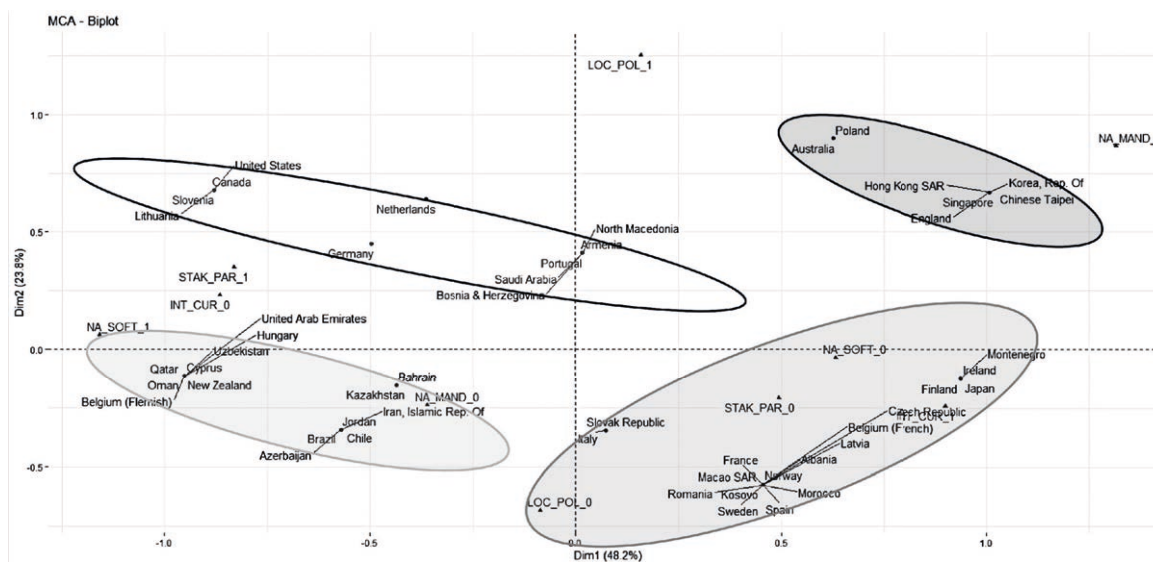 MCA - Biplot
LOC_POL_1
1.0
Poland
Australia
NA_MAND_
United States
Canada
Hong Kong SAR
Korea, Rep. Of
Slovenia
Singapore
Chinese Taipei
Lithuania
Netherlands
England
0.5
North Macedonia
Armenia
Germany
Portugal
STAK_PAR_1
Saudi Arabia
Bosnia & Herzegovina
INT_CUR_0
Dim2 (23.8%)
United Arab Emirates
NA_SOFT_1
Hungary
0.0
Uzbekistan
NA_SOFT_0
Montenegro
Qatar
Cyprus
Ireland
Oman
New Zealand
Bahrain
Finland
Japan
Belgium (Flemish)
Kazakhstan
NA_MAND_0
STAK_PAR_0
Iran, Islamic Rep. Of
Czech Republic
INT_CUR_1
Jordan
Slovak Republic
Belgium (French)
Brazil
Chile
Italy
Latvia
Azerbaijan
France
Albania
-0.5
Macao SAR
Norway
Romania
Kosovo
Morocco
LOC_POL_0
Sweden
Spain
-1.0
-0.5
0.0
0.5
1.0
Dim1 (48.2%)